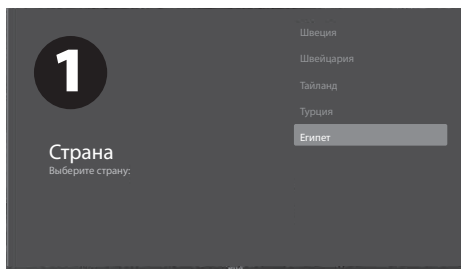 1
Страна
Выберите страну:
Швеция
Швейцария
Тайланд
Турция
Египет